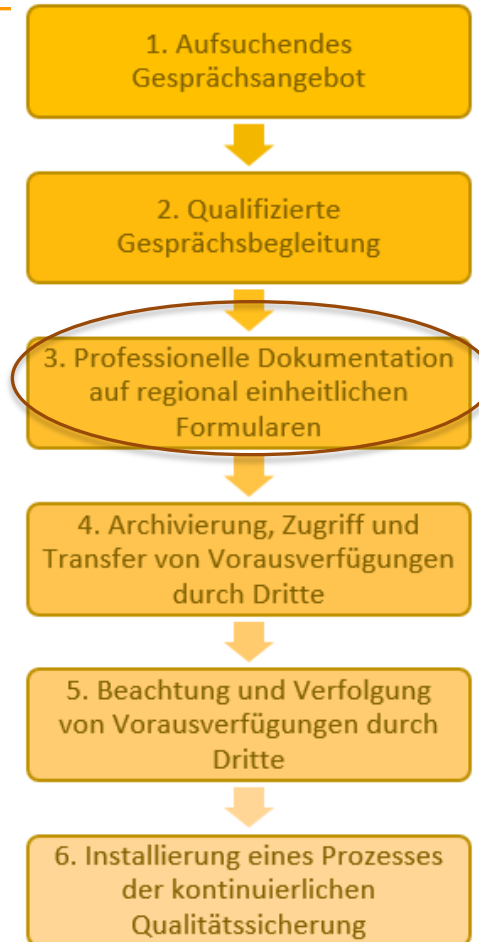 1. Aufsuchendes
Gesprächsangebot
2. Qualifizierte
Gesprächsbegleitung
3. Professionelle Dokumentation
auf regional einheitlichen
Formularen
4. Archivierung, Zugriff und
Transfer von Vorausverfügungen
durch Dritte
5. Beachtung und Verfolgung
von Vorausverfügungen durch
Dritte
6. Installierung eines Prozesses
der kontinuierlichen
Qualitätssicherung